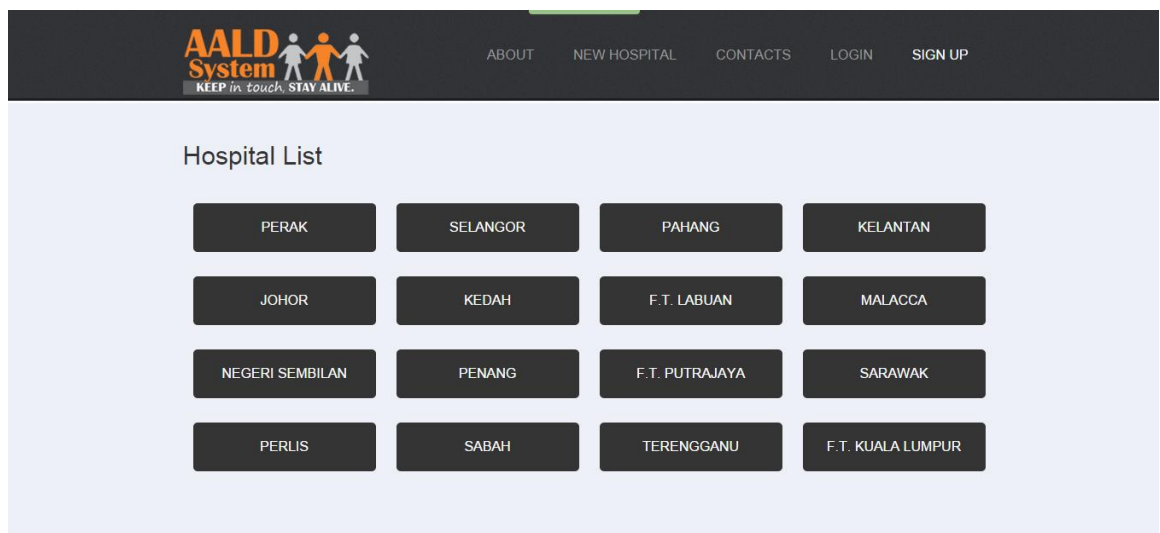 AALD
System
KEEP in touch, STAY ALIVE.
ABOUT NEW HOSPITAL CONTACTS LOGIN SIGN UP
Hospital List
PERAK SELANGOR PAHANG KELANTAN
JOHOR KEDAH F.T. LABUAN MALACCA
NEGERI SEMBILAN PENANG F.T. PUTRAJAYA SARAWAK
PERLIS SABAH TERENGGANU F.T. KUALA LUMPUR